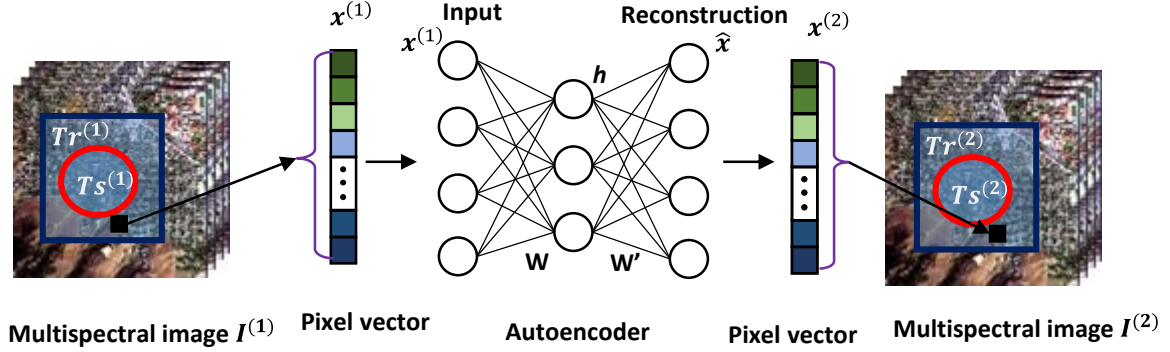 x^(1)
Input
Reconstruction
x^(2)
x^(1)
x̂
h
Tr^(1)
Ts^(1)
Tr^(2)
Ts^(2)
W
W'
Multispectral image I^(1)
Pixel vector
Autoencoder
Pixel vector
Multispectral image I^(2)